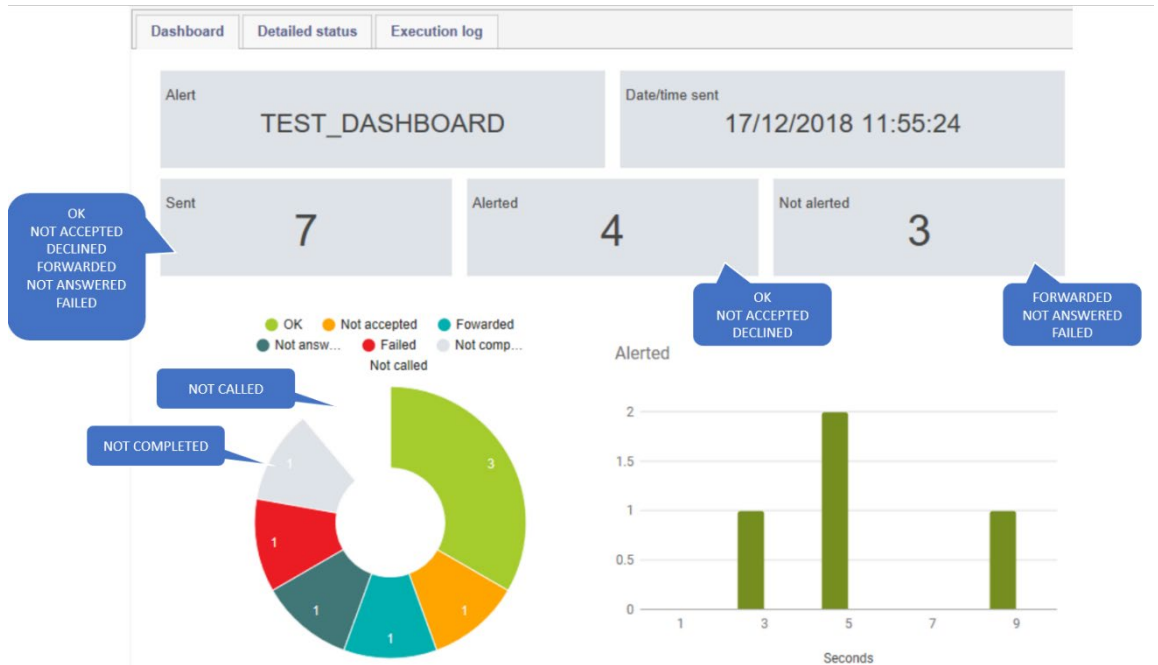 Dashboard Detailed status Execution log
Alert
TEST_DASHBOARD
Date/time sent
17/12/2018 11:55:24
Sent
7
Alerted
4
Not alerted
3
OK
NOT ACCEPTED
DECLINED
FORWARDED
NOT ANSWERED
FAILED
OK
NOT ACCEPTED
DECLINED
FORWARDED
NOT ANSWERED
FAILED
OK Not accepted Fowarded
Not answ... Failed Not comp...
Not called
NOT CALLED
NOT COMPLETED
1
3
1
1
1
1
Alerted
2
1.5
1
0.5
0
1 3 5 7 9
Seconds